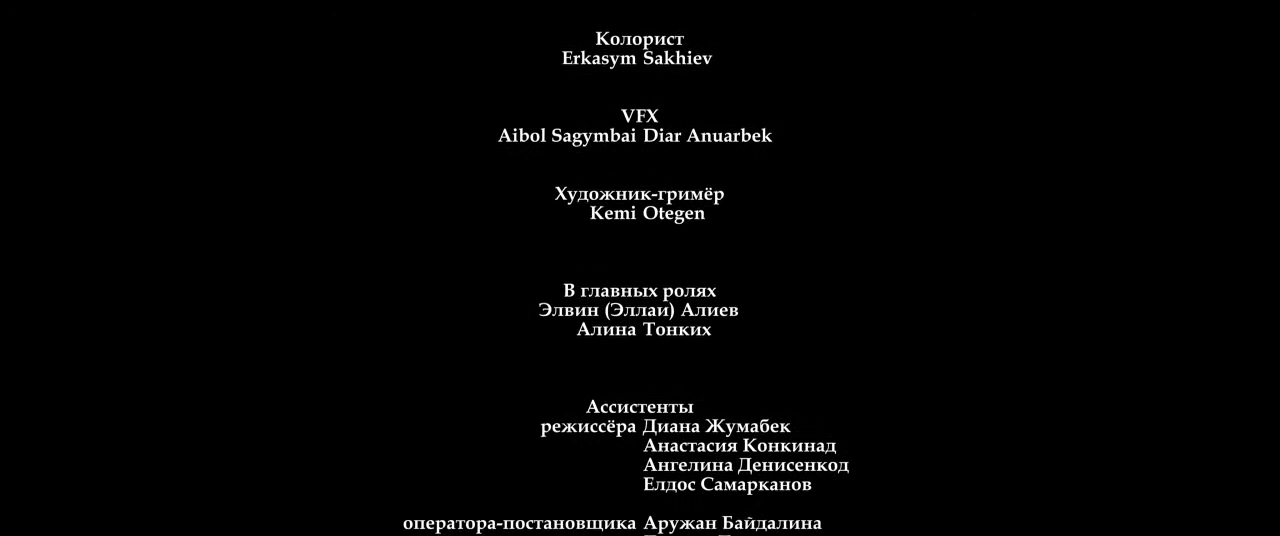 Колорист
Erkasym Sakhiev
VFX
Aibol Sagymbai Diar Anuarbek
Художник-гримёр
Kemi Otegen
В главных ролях
Элвин (Эллаи) Алиев
Алина Тонких
Ассистенты
режиссёра Диана Жумабек
Анастасия Конкинад
Ангелина Денисенкод
Елдос Самарканов
оператора-постановщика Аружан Байдалина